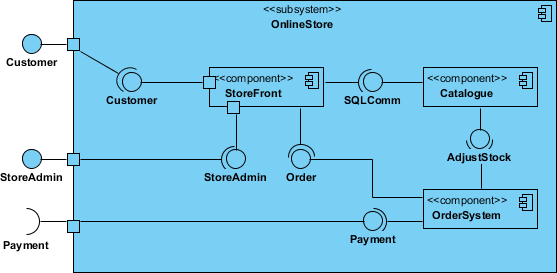 <<subsystem>>
OnlineStore
Customer
Customer
<<component>>
StoreFront
SQLComm
<<component>>
Catalogue
StoreAdmin
StoreAdmin
Order
AdjustStock
<<component>>
OrderSystem
Payment
Payment